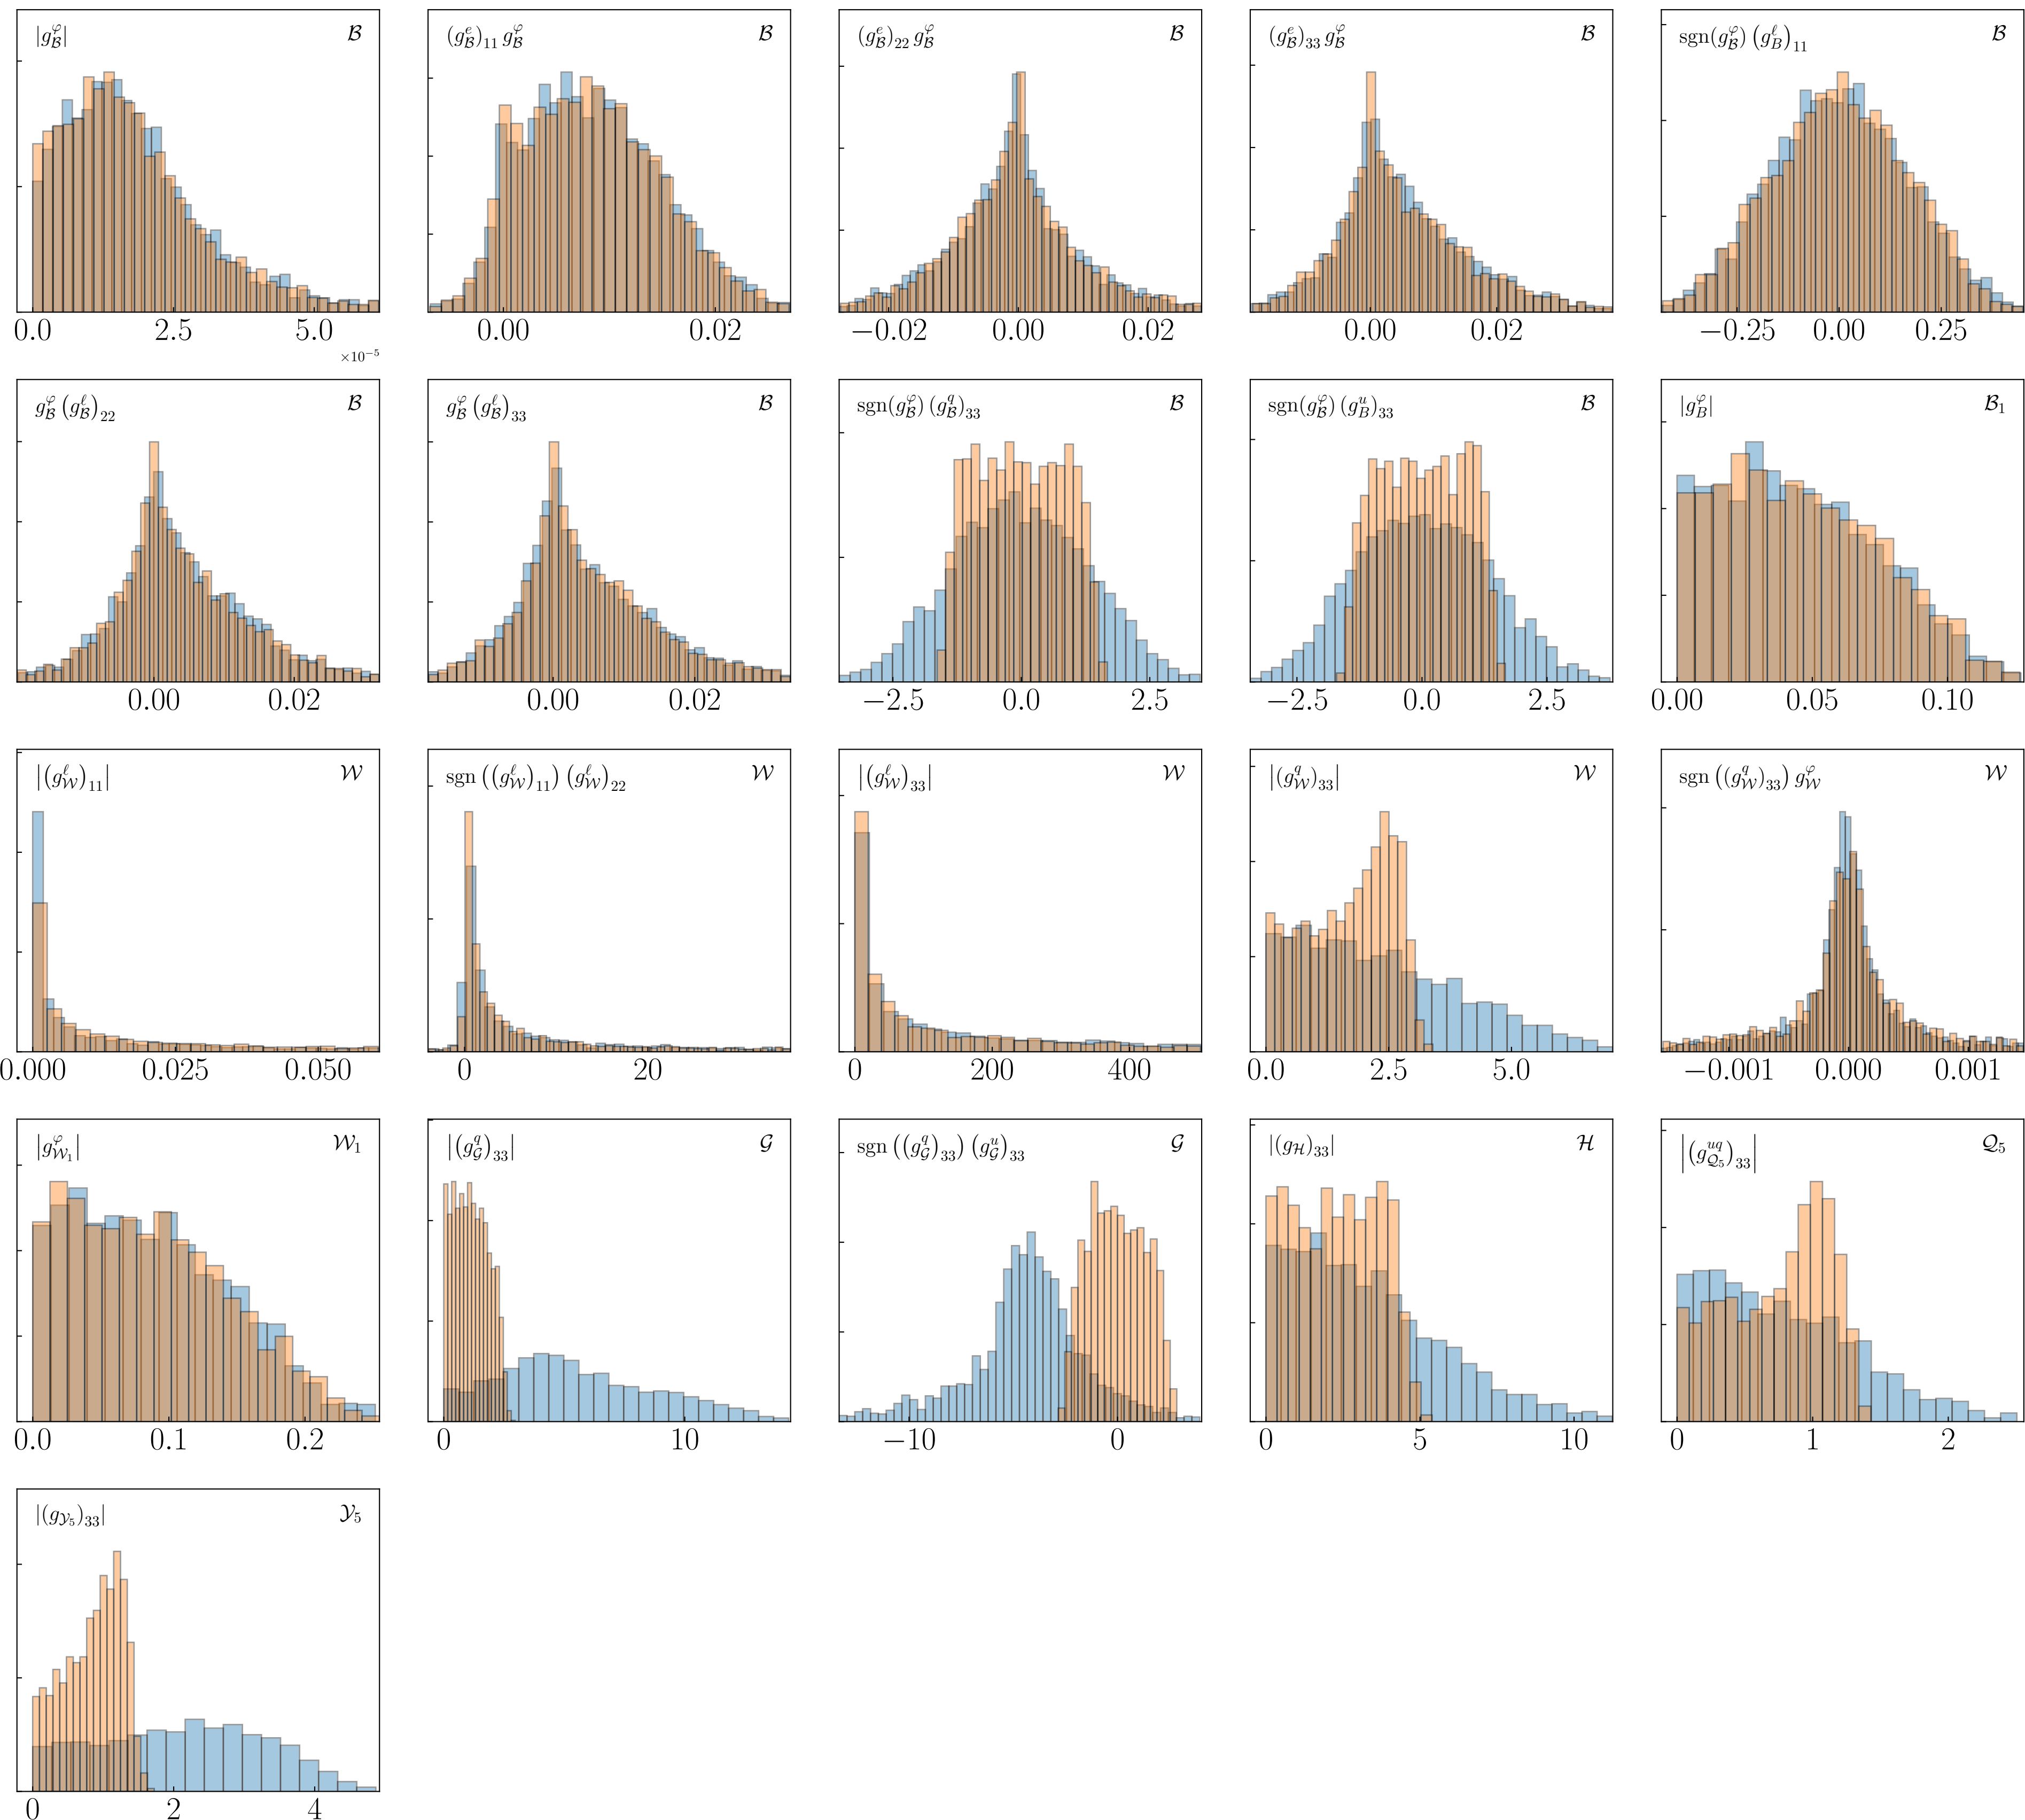 |g_𝓑^φ| 𝓑
(g_𝓑^e)_11 g_𝓑^φ 𝓑
(g_𝓑^e)_22 g_𝓑^φ 𝓑
(g_𝓑^e)_33 g_𝓑^φ 𝓑
sgn(g_𝓑^φ) (g_B^ℓ)_11 𝓑
0.0 2.5 5.0
×10^−5
0.00 0.02
−0.02 0.00 0.02
0.00 0.02
−0.25 0.00 0.25
g_𝓑^φ (g_𝓑^ℓ)_22 𝓑
g_𝓑^φ (g_𝓑^ℓ)_33 𝓑
sgn(g_𝓑^φ) (g_𝓑^q)_33 𝓑
sgn(g_𝓑^φ) (g_B^u)_33 𝓑
|g_B^φ| 𝓑_1
0.00 0.02
0.00 0.02
−2.5 0.0 2.5
−2.5 0.0 2.5
0.00 0.05 0.10
|(g_𝓦^ℓ)_11| 𝓦
sgn ((g_𝓦^ℓ)_11) (g_𝓦^ℓ)_22 𝓦
|(g_𝓦^ℓ)_33| 𝓦
|(g_𝓦^q)_33| 𝓦
sgn ((g_𝓦^q)_33) g_𝓦^φ 𝓦
0.000 0.025 0.050
0 20
0 200 400
0.0 2.5 5.0
−0.001 0.000 0.001
|g_𝓦_1^φ| 𝓦_1
|(g_𝓖^q)_33| 𝓖
sgn ((g_𝓖^q)_33) (g_𝓖^u)_33 𝓖
|(g_𝓗)_33| 𝓗
|(g_𝓠_5^uq)_33| 𝓠_5
0.0 0.1 0.2
0 10
−10 0
0 5 10
0 1 2
|(g_𝓨_5)_33| 𝓨_5
0 2 4